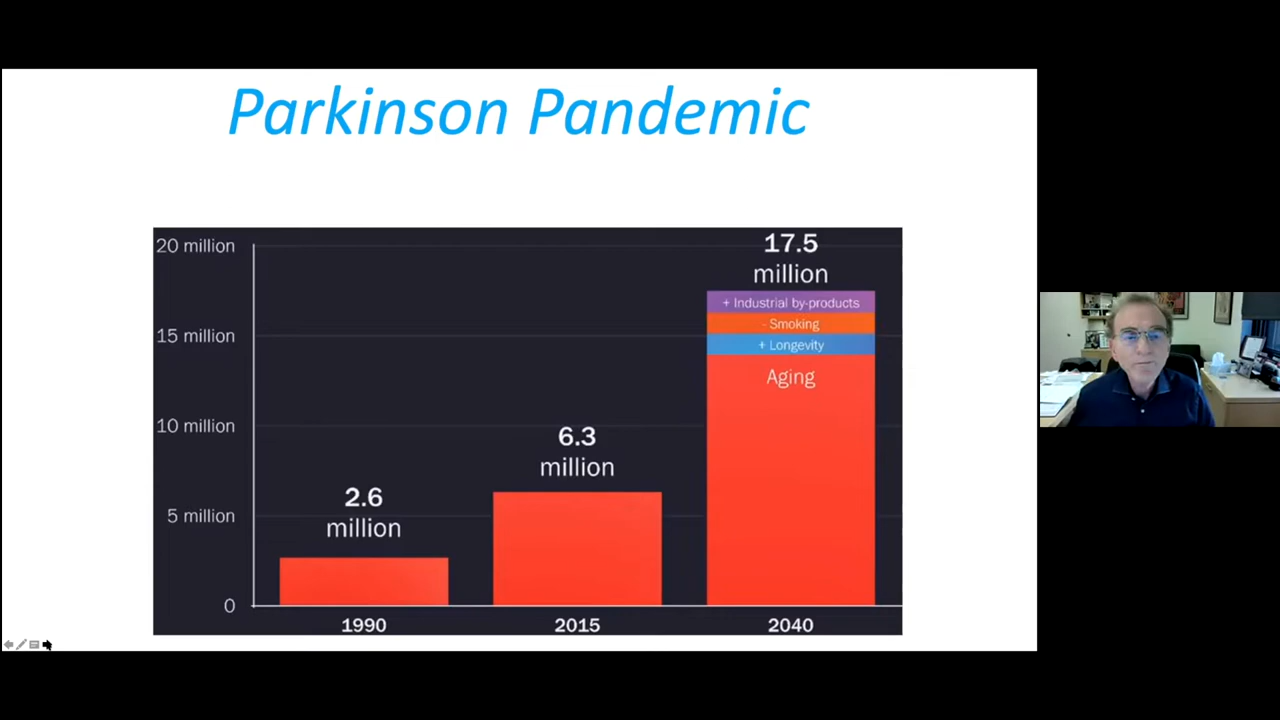 Parkinson Pandemic
20 million
15 million
10 million
5 million
0
2.6
million
6.3
million
17.5
million
+ Industrial by-products
- Smoking
+ Longevity
Aging
1990
2015
2040